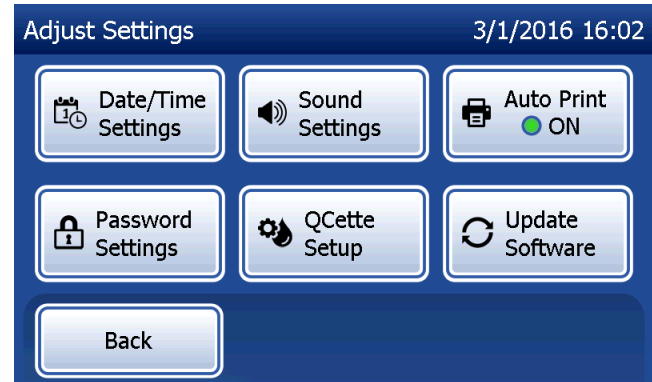 Adjust Settings 3/1/2016 16:02
Date/Time
Settings
Sound
Settings
Auto Print
ON
Password
Settings
QCette
Setup
Update
Software
Back